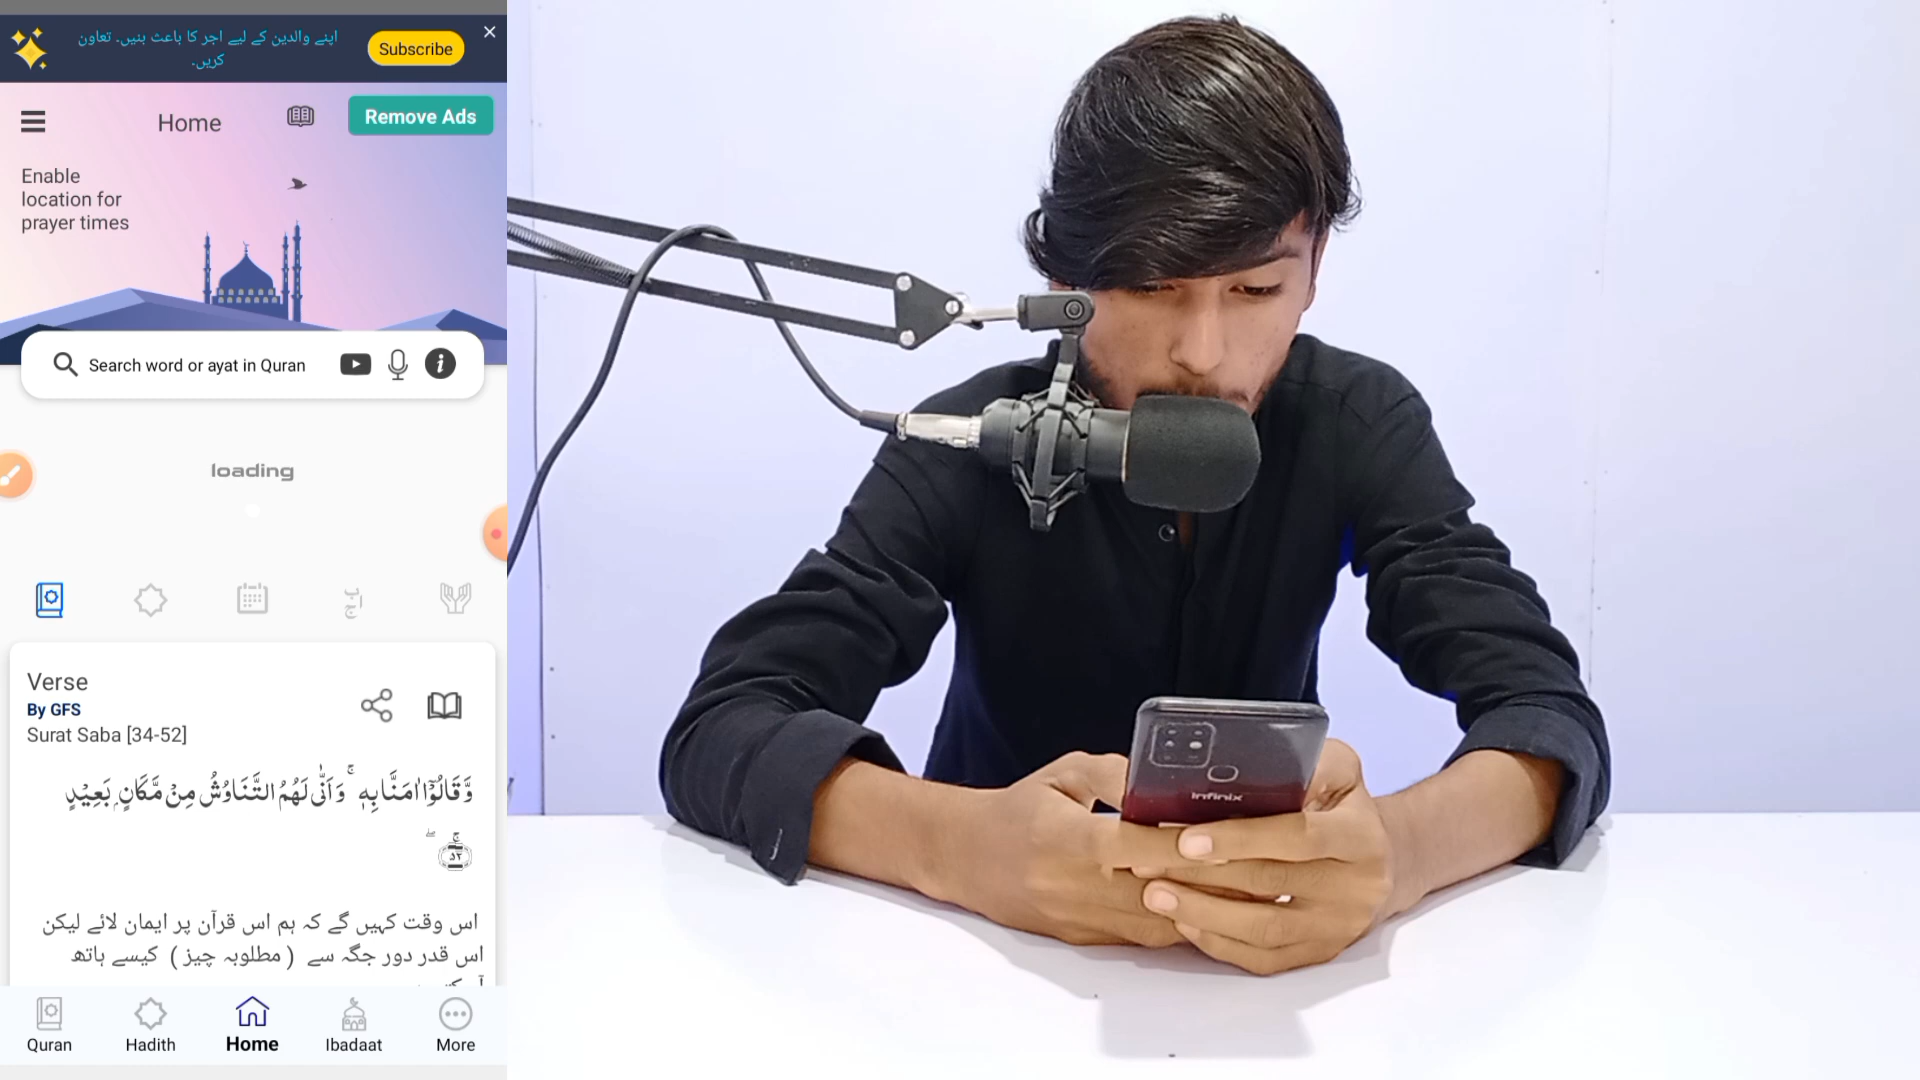 اپنے والدین کے لیے اجر کا باعث بنیں۔ تعاون
کریں۔
Subscribe
Home
Remove Ads
Enable
location for
prayer times
Search word or ayat in Quran
loading
Verse
By GFS
Surat Saba [34-52]
وَّقَالُوْۤا اٰمَنَّا بِهٖ ۚ وَاَنّٰی لَهُمُ التَّنَاوُشُ مِنْ مَّكَانٍۭ بَعِیْدٍ
۵۲
اس وقت کہیں گے کہ ہم اس قرآن پر ایمان لائے لیکن
اس قدر دور جگہ سے ( مطلوبہ چیز ) کیسے ہاتھ
Quran
Hadith
Home
Ibadaat
More
Infinix